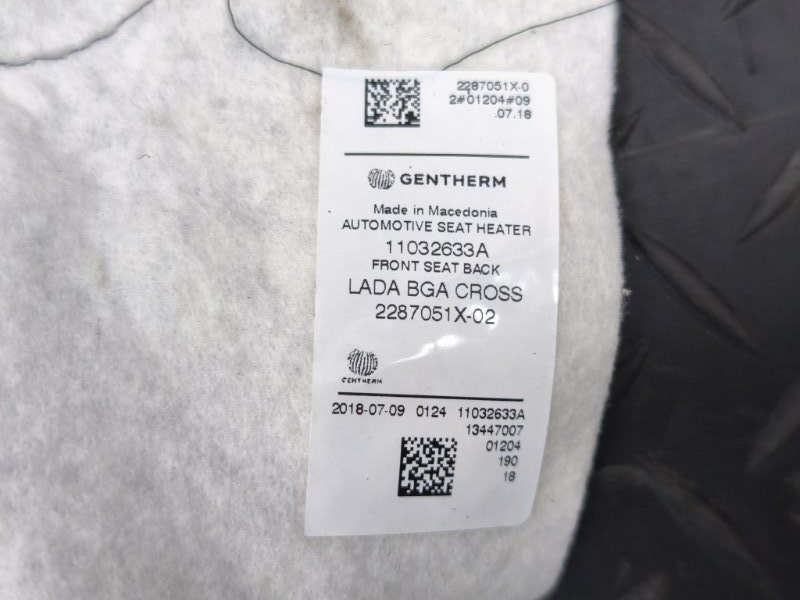 2287051X-0
2#01204#09
.07.18
GENTHERM
Made in Macedonia
AUTOMOTIVE SEAT HEATER
11032633A
FRONT SEAT BACK
LADA BGA CROSS
2287051X-02
GENTHERM
2018-07-09 0124 11032633A
13447007
01204
190
18